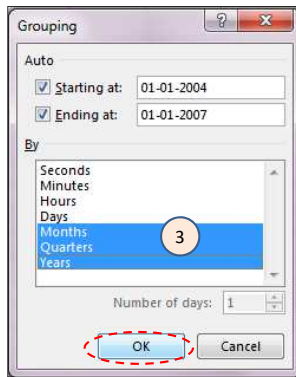 Grouping
?
Auto
Starting at: 01-01-2004
Ending at: 01-01-2007
By
Seconds
Minutes
Hours
Days
Months
Quarters
Years
3
Number of days: 1
OK Cancel